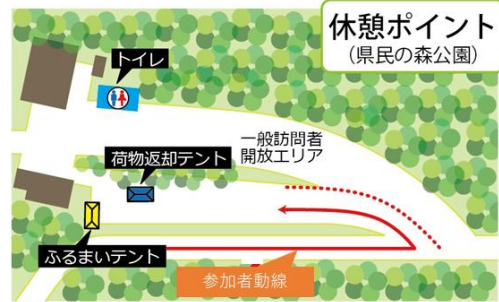 休憩ポイント
(県民の森公園)
トイレ
一般訪問者
開放エリア
荷物返却テント
ふるまいテント
参加者動線